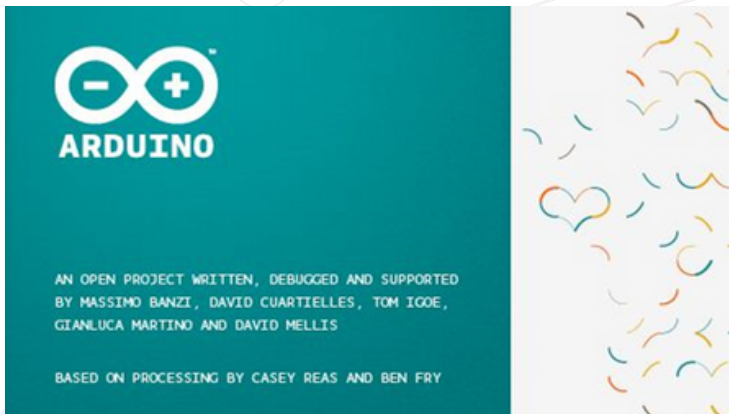 ARDUINO
AN OPEN PROJECT WRITTEN, DEBUGGED AND SUPPORTED
BY MASSIMO BANZI, DAVID CUARTIELLES, TOM IGOE,
GIANLUCA MARTINO AND DAVID MELLIS
BASED ON PROCESSING BY CASEY REAS AND BEN FRY